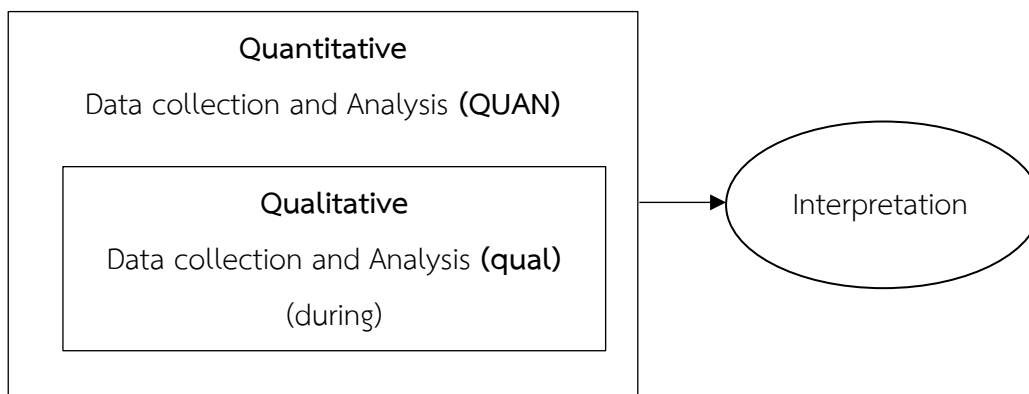 Quantitative
Data collection and Analysis (QUAN)
Qualitative
Data collection and Analysis (qual)
(during)
Interpretation